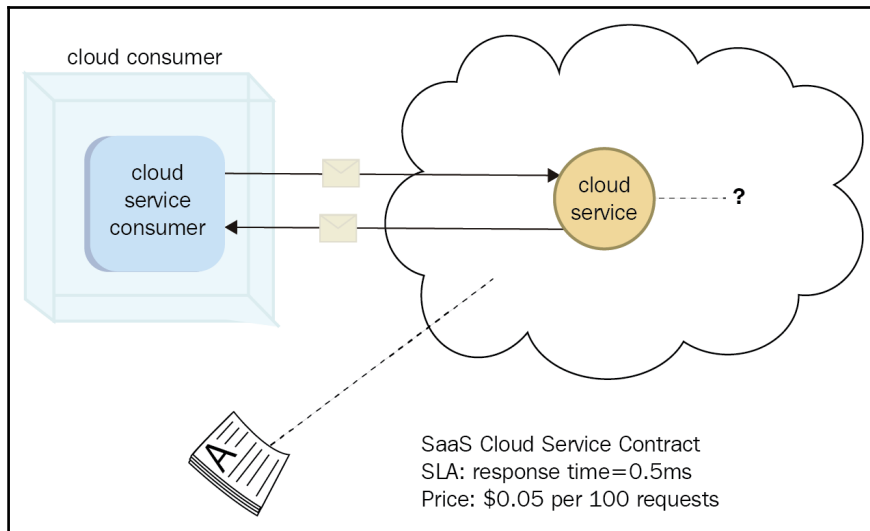 cloud consumer
cloud
service
consumer
cloud
service
?
A
SaaS Cloud Service Contract
SLA: response time=0.5ms
Price: $0.05 per 100 requests